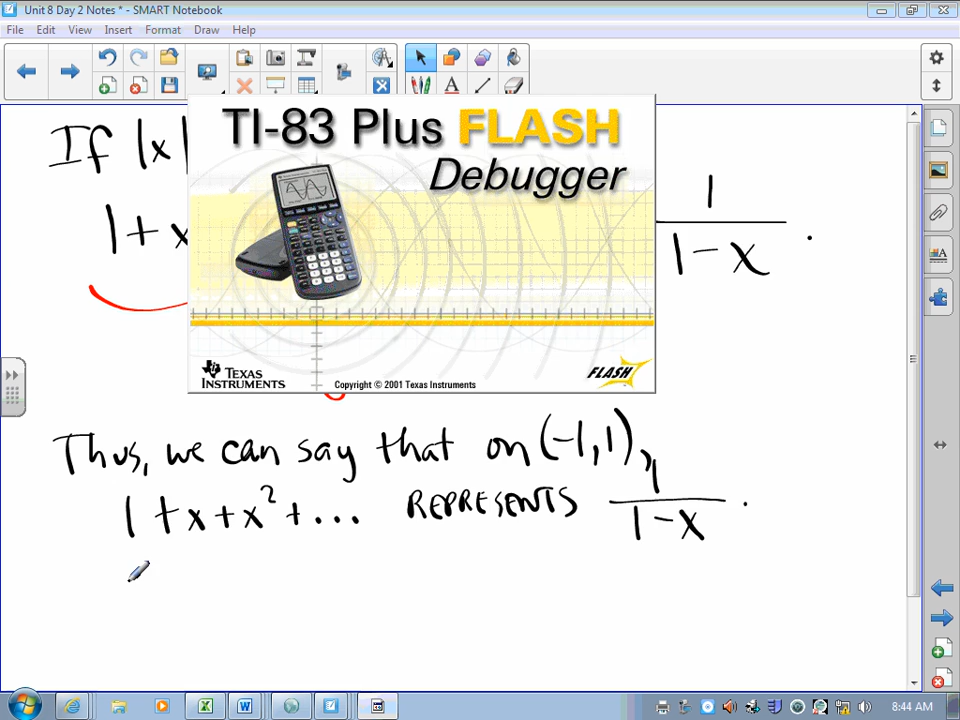 Unit 8 Day 2 Notes * - SMART Notebook
File Edit View Insert Format Draw Help
TI-83 Plus FLASH
Debugger
TEXAS
INSTRUMENTS
Copyright © 2001 Texas Instruments
FLASH
If |x|
1 + x
1
1 - x .
Thus, we can say that on (-1, 1),
1 + x + x² + ... REPRESENTS 1/(1 - x) .
8:44 AM